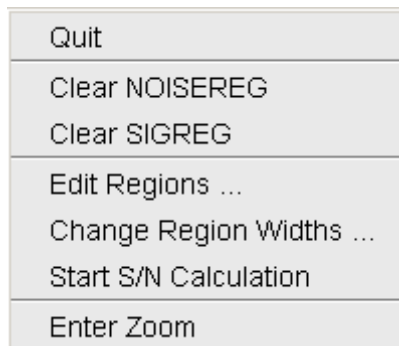 Quit
Clear NOISEREG
Clear SIGREG
Edit Regions ...
Change Region Widths ...
Start S/N Calculation
Enter Zoom